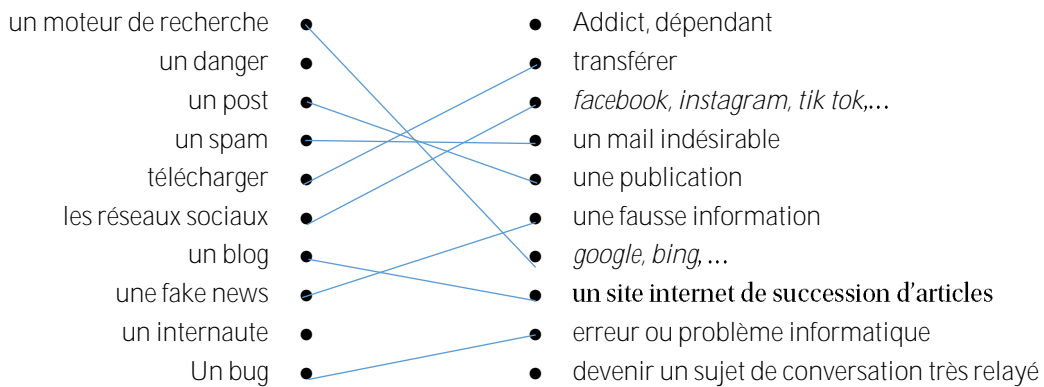 un moteur de recherche ● ● Addict, dépendant
un danger ● ● transférer
un post ● ● facebook, instagram, tik tok,…
un spam ● ● un mail indésirable
télécharger ● ● une publication
les réseaux sociaux ● ● une fausse information
un blog ● ● google, bing, …
une fake news ● ● un site internet de succession d'articles
un internaute ● ● erreur ou problème informatique
Un bug ● ● devenir un sujet de conversation très relayé